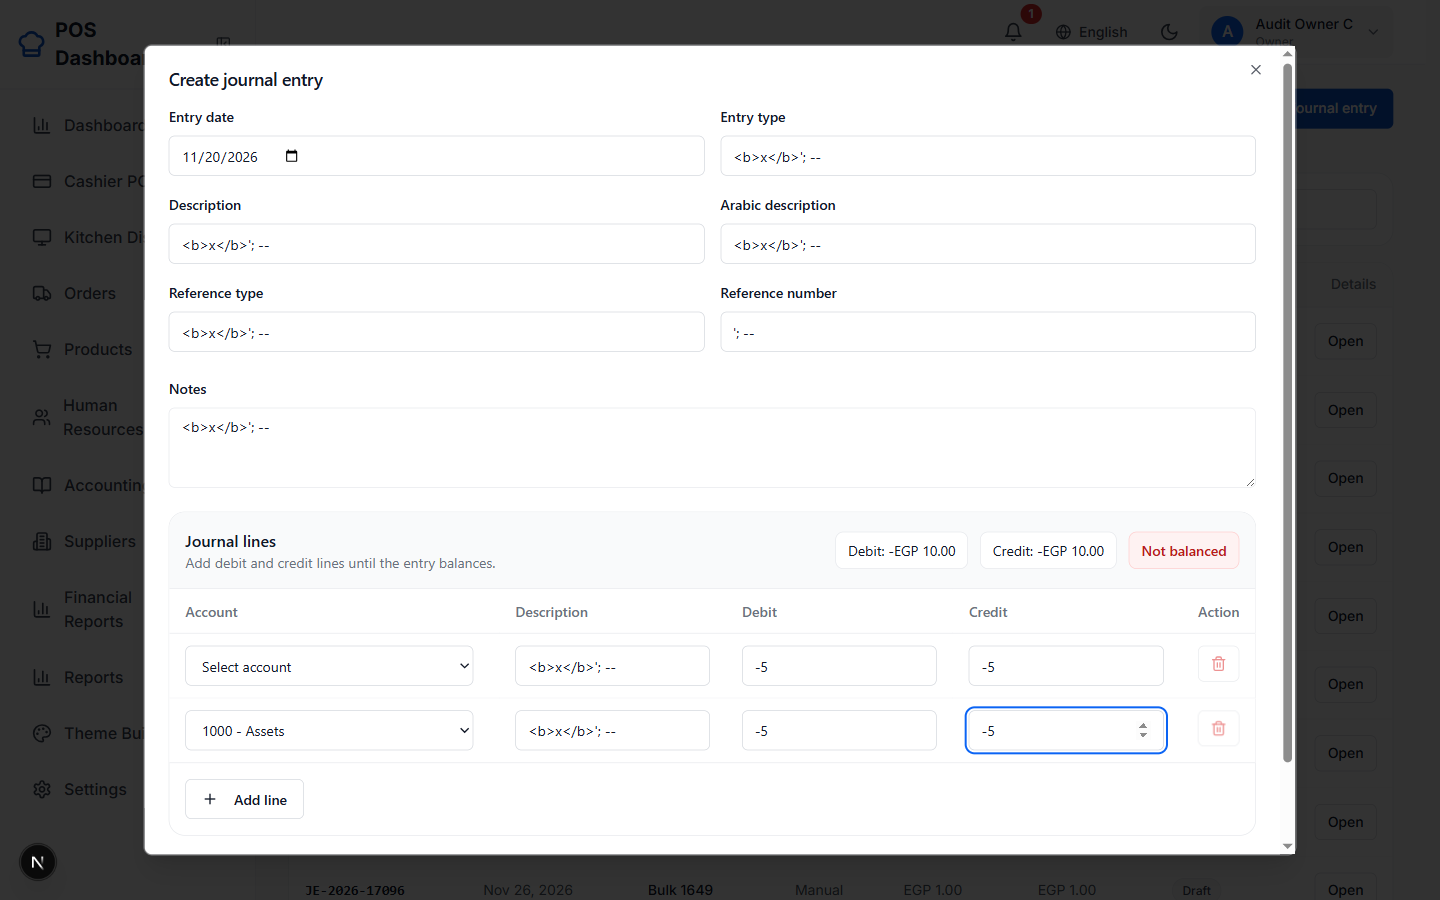 POS
Dashboar
1
English
A
Audit Owner C
Owner
Dashboard
Cashier PO
Kitchen Dis
Orders
Products
Human
Resources
Accounting
Suppliers
Financial
Reports
Reports
Theme Bui
Settings
N
ournal entry
Create journal entry
Entry date
Entry type
11/20/2026
<b>x</b>'; --
Description
Arabic description
<b>x</b>'; --
<b>x</b>'; --
Reference type
Reference number
<b>x</b>'; --
'; --
Notes
<b>x</b>'; --
Journal lines
Add debit and credit lines until the entry balances.
Debit: -EGP 10.00
Credit: -EGP 10.00
Not balanced
Account
Description
Debit
Credit
Action
Select account
<b>x</b>'; --
-5
-5
1000 - Assets
<b>x</b>'; --
-5
-5
Add line
Details
Open
Open
Open
Open
Open
Open
Open
Open
JE-2026-17096
Nov 26, 2026
Bulk 1649
Manual
EGP 1.00
EGP 1.00
Draft
Open